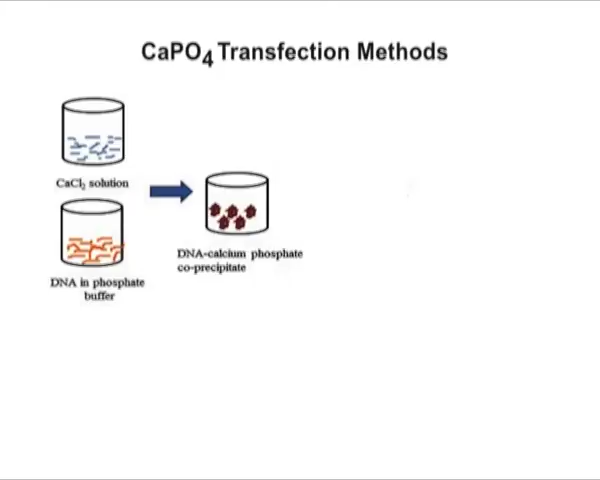 CaPO4 Transfection Methods
CaCl2 solution
DNA in phosphate
buffer
DNA-calcium phosphate
co-precipitate